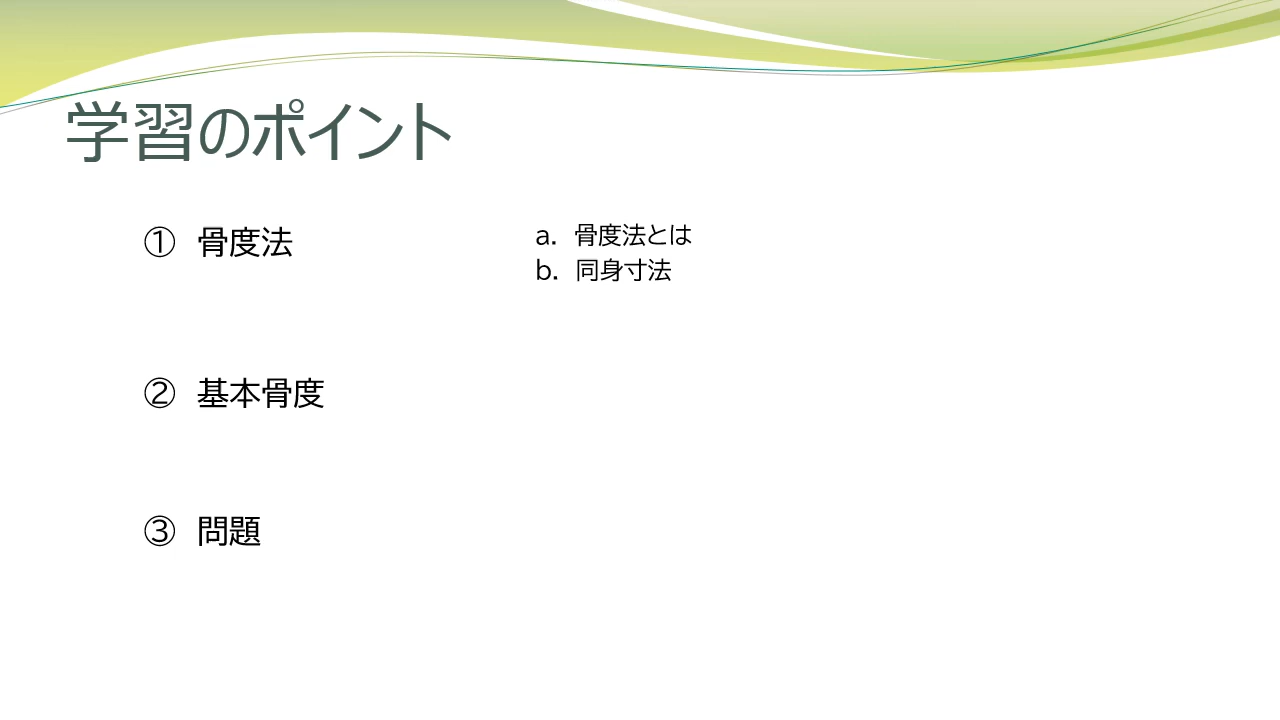 学習のポイント
① 骨度法
a. 骨度法とは
b. 同身寸法
② 基本骨度
③ 問題